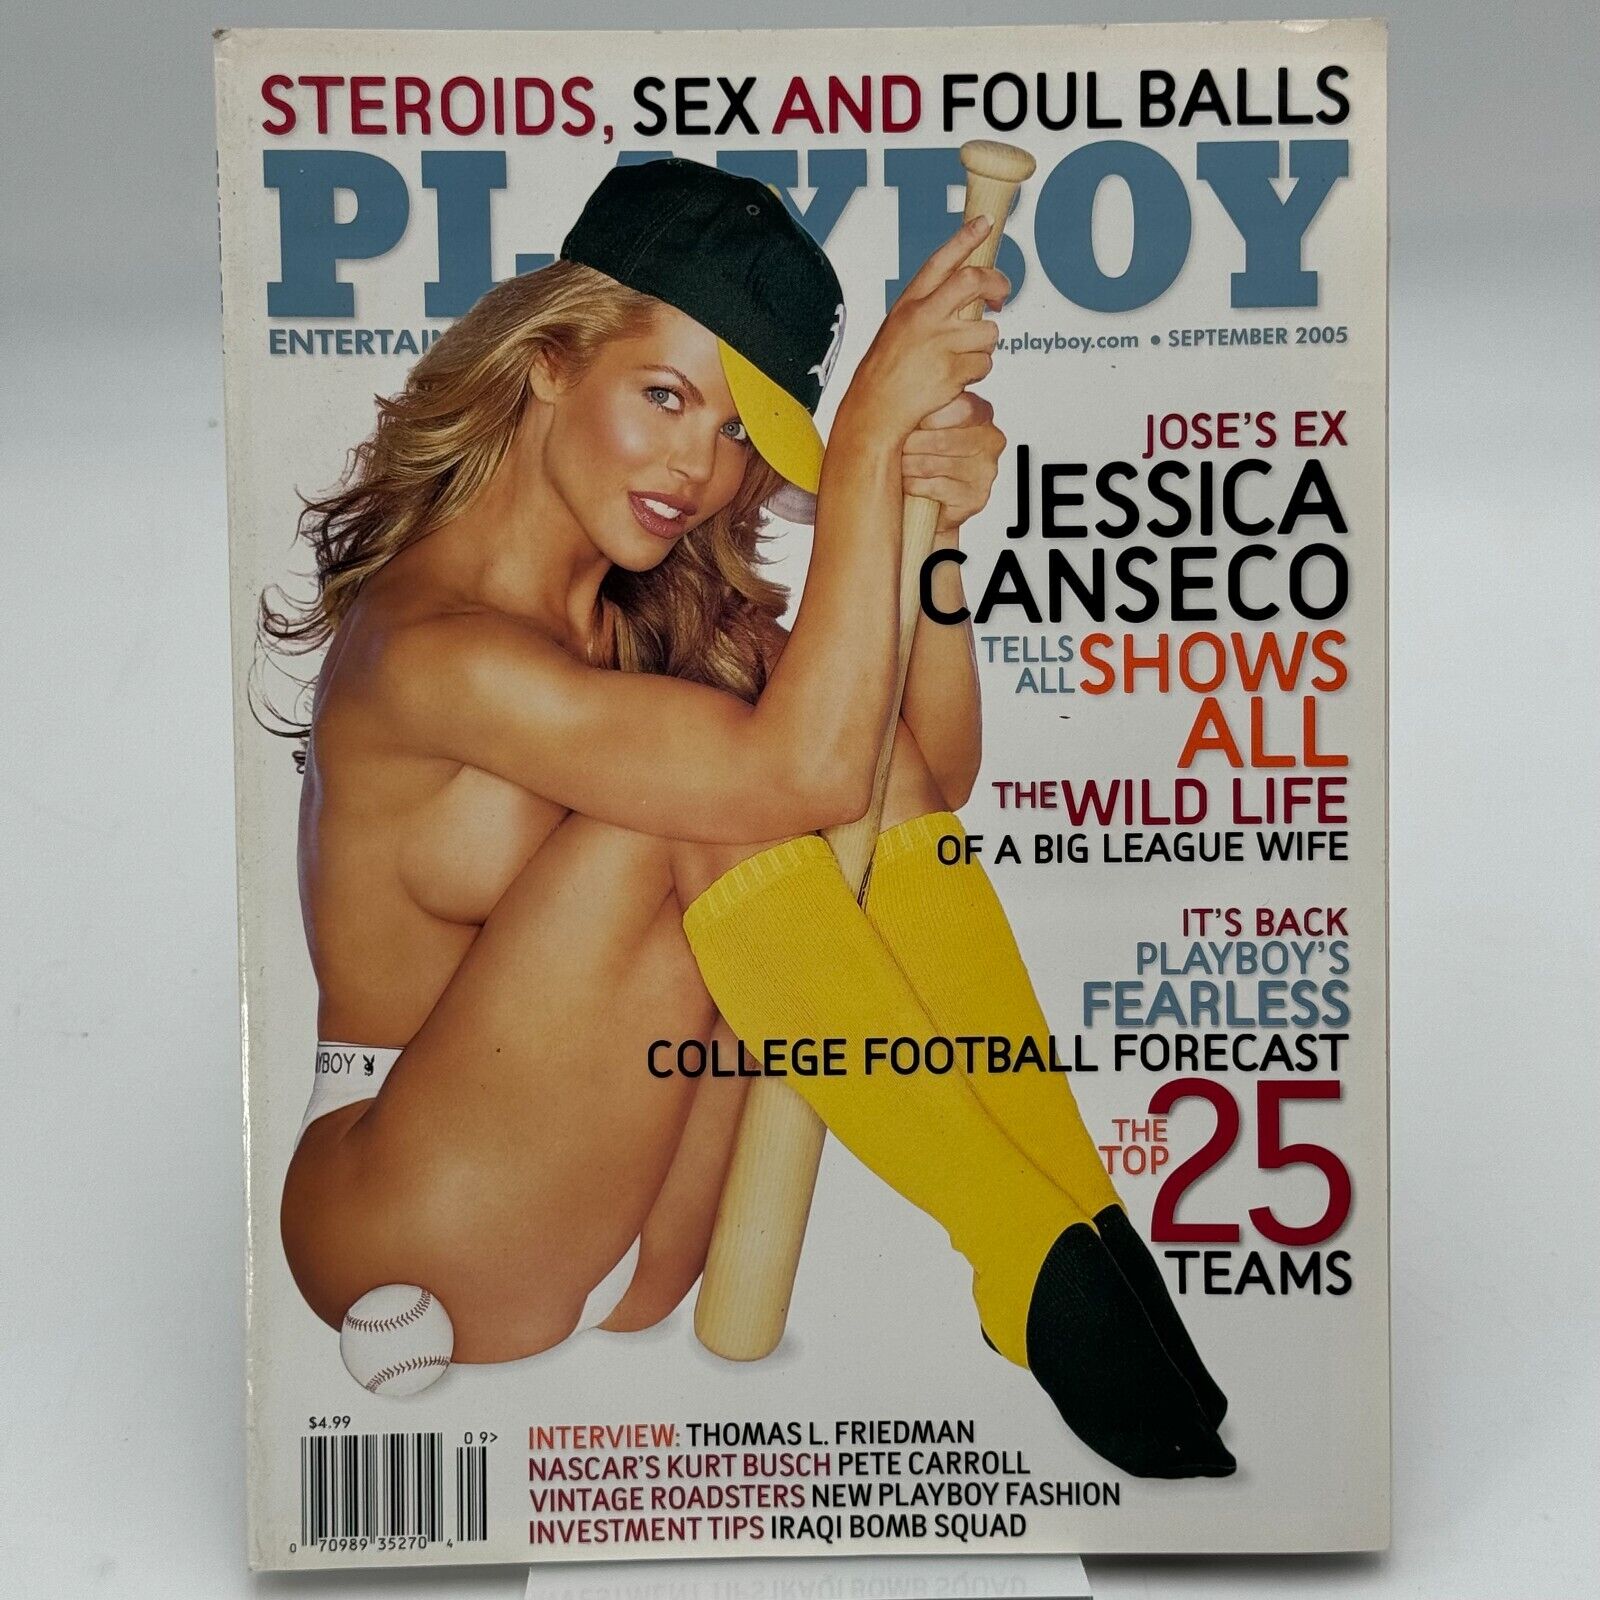 STEROIDS, SEX AND FOUL BALLS
PLAYBOY
ENTERTAIN
.playboy.com • SEPTEMBER 2005
JOSE'S EX
JESSICA
CANSECO
TELLS ALL SHOWS
ALL
THE WILD LIFE
OF A BIG LEAGUE WIFE
IT'S BACK
PLAYBOY'S
FEARLESS
COLLEGE FOOTBALL FORECAST
THE TOP 25
TEAMS
YBOY
$4.99
09>
0 70989 35270 4
INTERVIEW: THOMAS L. FRIEDMAN
NASCAR'S KURT BUSCH PETE CARROLL
VINTAGE ROADSTERS NEW PLAYBOY FASHION
INVESTMENT TIPS IRAQI BOMB SQUAD